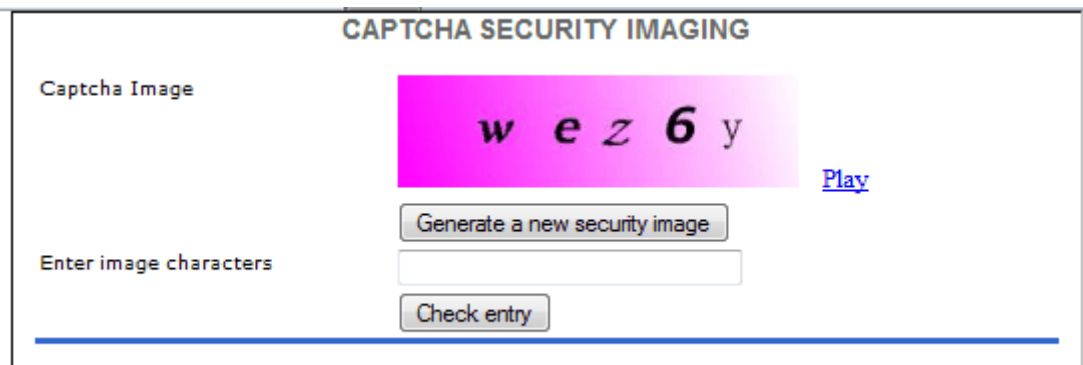 CAPTCHA SECURITY IMAGING
Captcha Image
w e z 6 y
Play
Generate a new security image
Enter image characters
Check entry